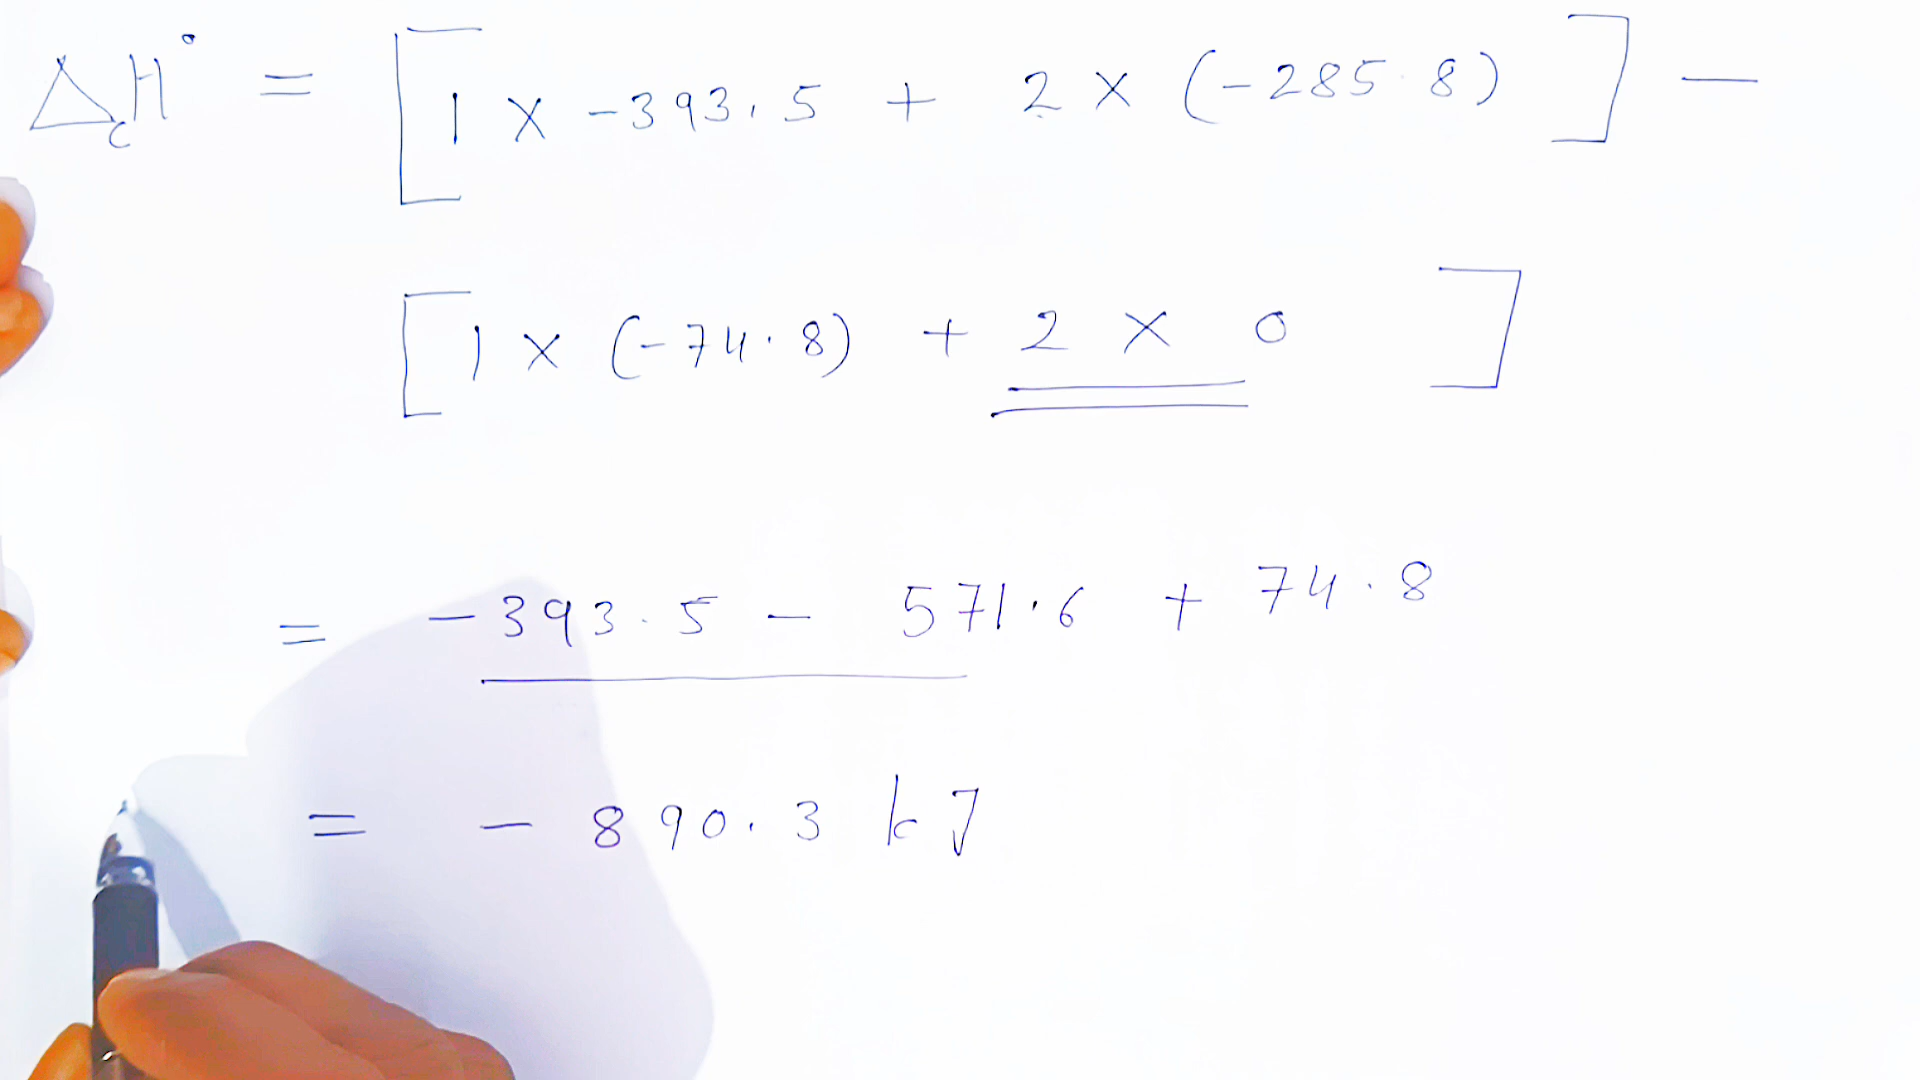 Δ_cH° = [1 × -393.5 + 2 × (-285.8)] -
[1 × (-74.8) + 2 × 0]
= -393.5 - 571.6 + 74.8
= - 890.3 kJ